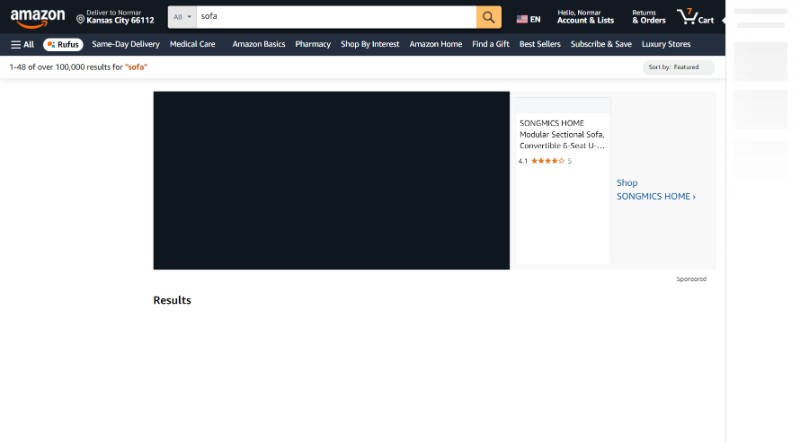 amazon
Deliver to Normar
Kansas City 66112
All
sofa
EN
Hello, Normar
Account & Lists
Returns
& Orders
7
Cart
All
Rufus
Same-Day Delivery
Medical Care
Amazon Basics
Pharmacy
Shop By Interest
Amazon Home
Find a Gift
Best Sellers
Subscribe & Save
Luxury Stores
1-48 of over 100,000 results for "sofa"
Sort by: Featured
SONGMICS HOME
Modular Sectional Sofa,
Convertible 6-Seat U-...
4.1 5
Shop
SONGMICS HOME ›
Sponsored
Results